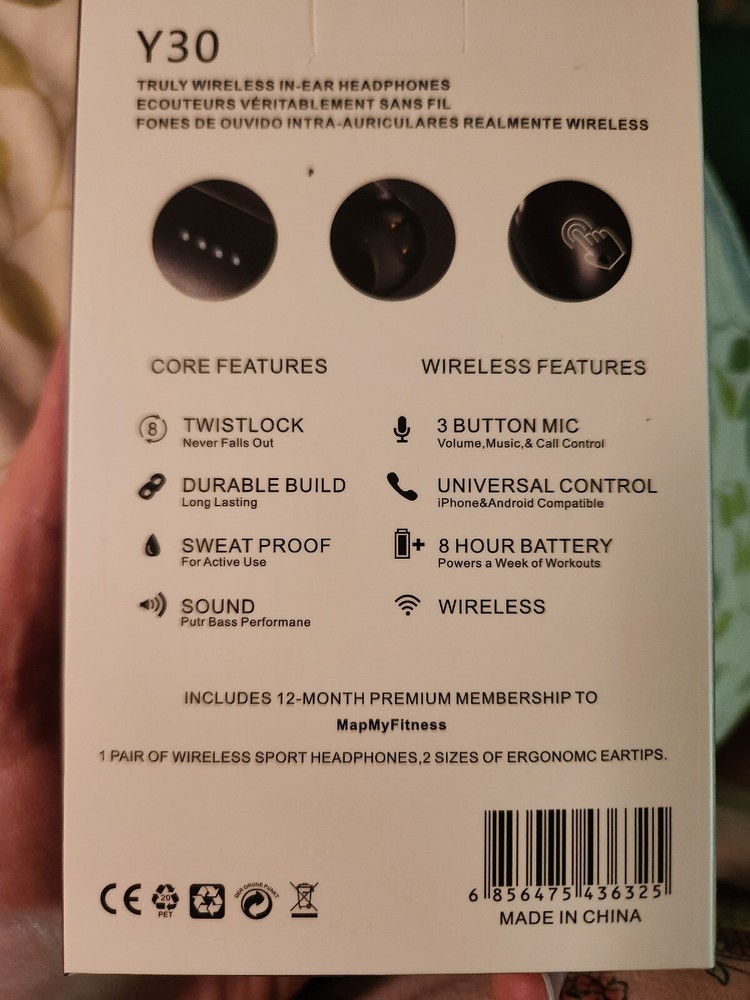 Y30
TRULY WIRELESS IN-EAR HEADPHONES
ECOUTEURS VÉRITABLEMENT SANS FIL
FONES DE OUVIDO INTRA-AURICULARES REALMENTE WIRELESS
CORE FEATURES
8 TWISTLOCK
Never Falls Out
DURABLE BUILD
Long Lasting
SWEAT PROOF
For Active Use
SOUND
Putr Bass Performane
WIRELESS FEATURES
3 BUTTON MIC
Volume,Music,& Call Control
UNIVERSAL CONTROL
iPhone&Android Compatible
8 HOUR BATTERY
Powers a Week of Workouts
WIRELESS
INCLUDES 12-MONTH PREMIUM MEMBERSHIP TO
MapMyFitness
1 PAIR OF WIRELESS SPORT HEADPHONES,2 SIZES OF ERGONOMC EARTIPS.
CE
20
PET
DER GRÜNE PUNKT
6 856475 436325
MADE IN CHINA